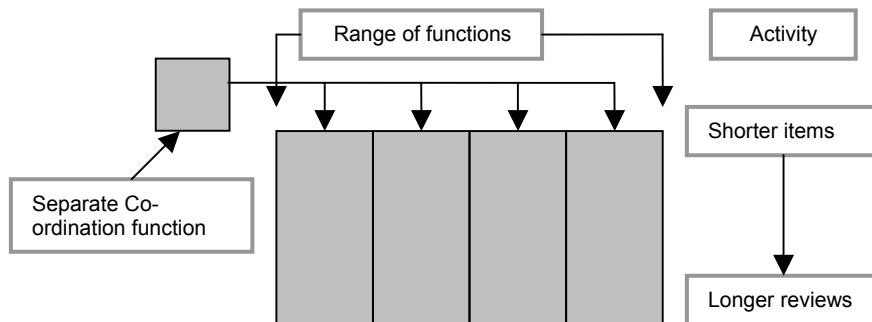 Range of functions
Activity
Shorter items
Separate Co-
ordination function
Longer reviews